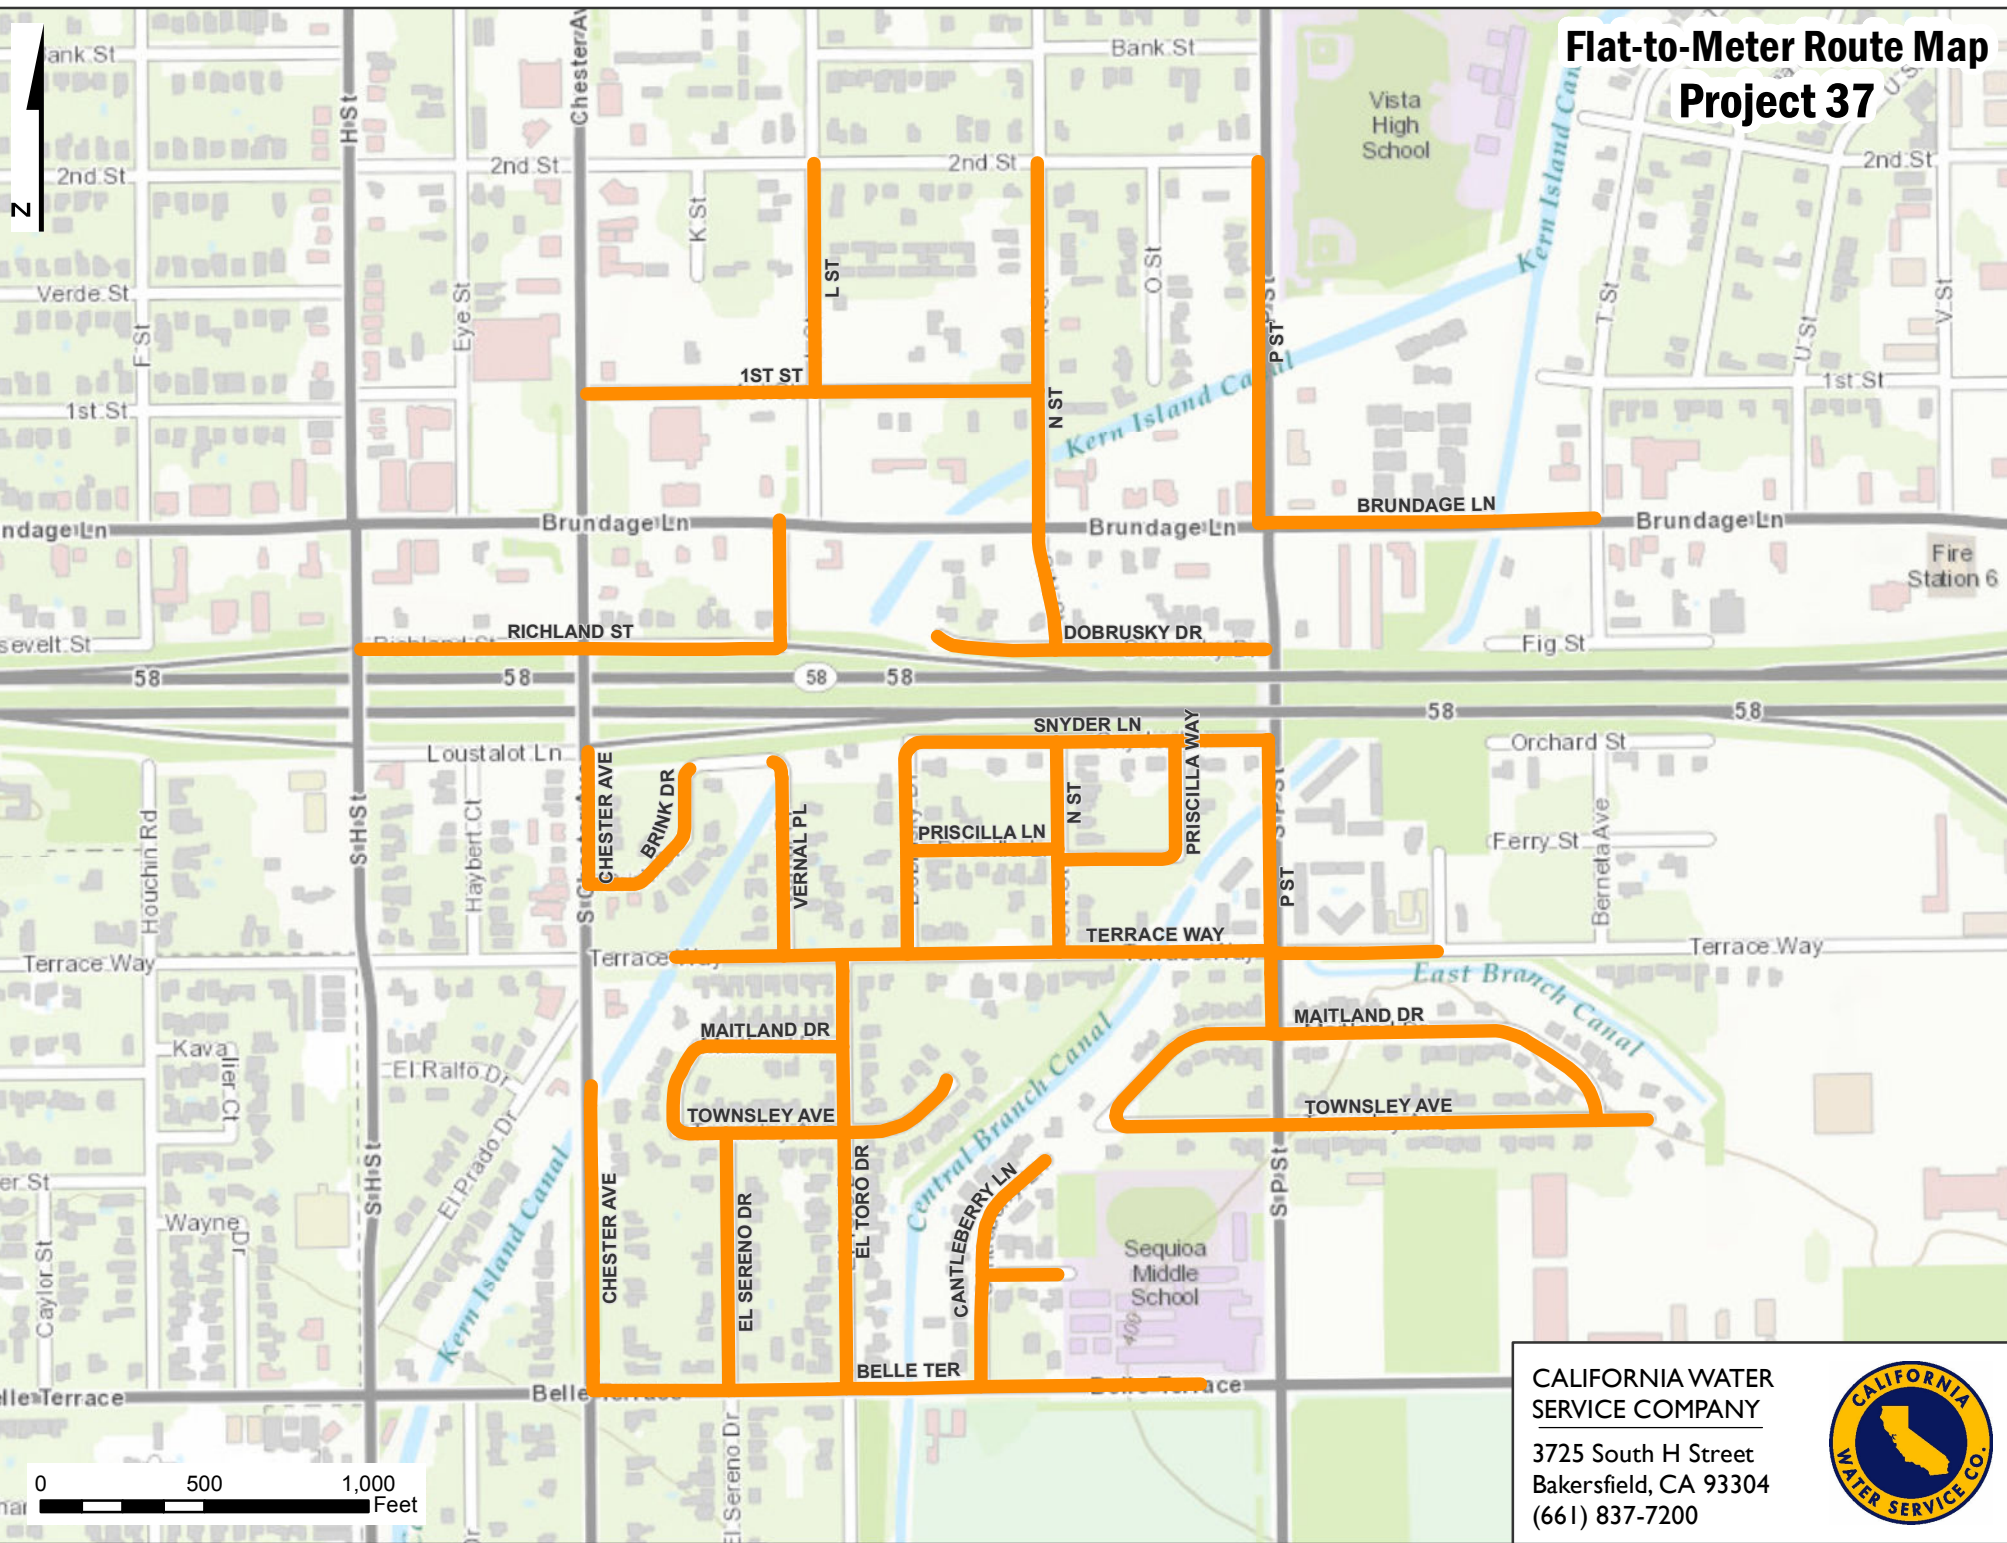 Flat-to-Meter Route Map
Project 37
Bank St
Vista
High
School
2nd St
2nd St
2nd St
2nd St
H St
K St
L ST
O St
P ST
N ST
T St
U St
V St
U S
Kern Island Canal
Verde St
Eye St
F St
1ST ST
1st St
1st St
Kern Island Canal
BRUNDAGE LN
Brundage Ln
Brundage Ln
Brundage Ln
Fire
Station 6
RICHLAND ST
DOBRUSKY DR
Fig St
58
58
58
58
58
58
SNYDER LN
Loustalot Ln
Orchard St
CHESTER AVE
BRINK DR
VERNAL PL
PRISCILLA LN
N ST
PRISCILLA WAY
P ST
Houchin Rd
S H St
Haybert Ct
Ferry St
Berneta Ave
TERRACE WAY
Terrace Way
Terrace Way
East Branch Canal
MAITLAND DR
MAITLAND DR
Kava
llier Ct
El Ralfo Dr
El Prado Dr
TOWNSLEY AVE
TOWNSLEY AVE
Central Branch Canal
CANTLEBERRY LN
S H St
S P St
CHESTER AVE
EL SERENO DR
EL TORO DR
Wayne
Dr
Caylor St
Kern Island Canal
Sequioa
Middle
School
400
BELLE TER
El Sereno Dr
0 500 1,000
Feet
N
CALIFORNIA WATER
SERVICE COMPANY
3725 South H Street
Bakersfield, CA 93304
(661) 837-7200
CALIFORNIA
WATER SERVICE CO.